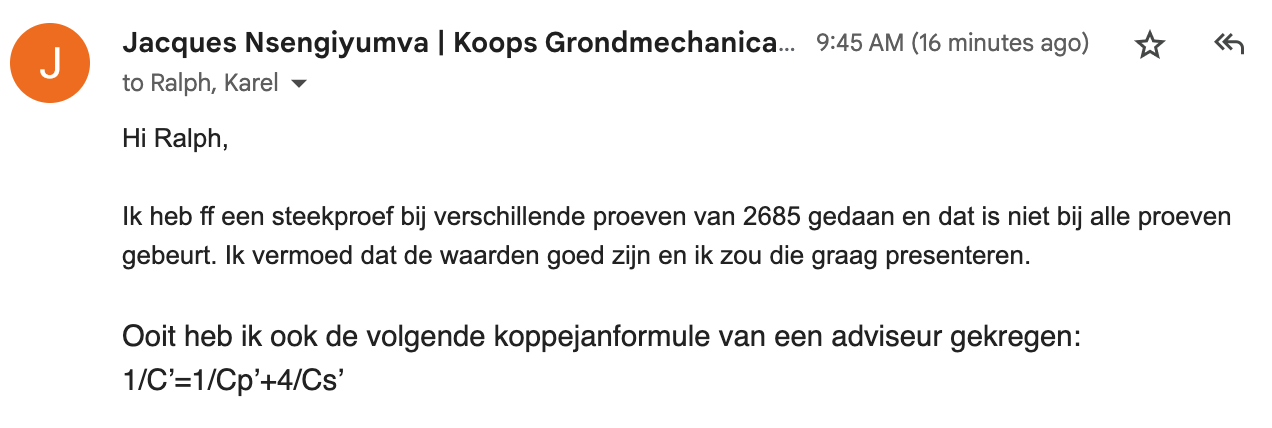 J
Jacques Nsengiyumva | Koops Grondmechanica... 9:45 AM (16 minutes ago)
to Ralph, Karel
Hi Ralph,
Ik heb ff een steekproef bij verschillende proeven van 2685 gedaan en dat is niet bij alle proeven
gebeurt. Ik vermoed dat de waarden goed zijn en ik zou die graag presenteren.
Ooit heb ik ook de volgende koppejanformule van een adviseur gekregen:
1/C’=1/Cp’+4/Cs’